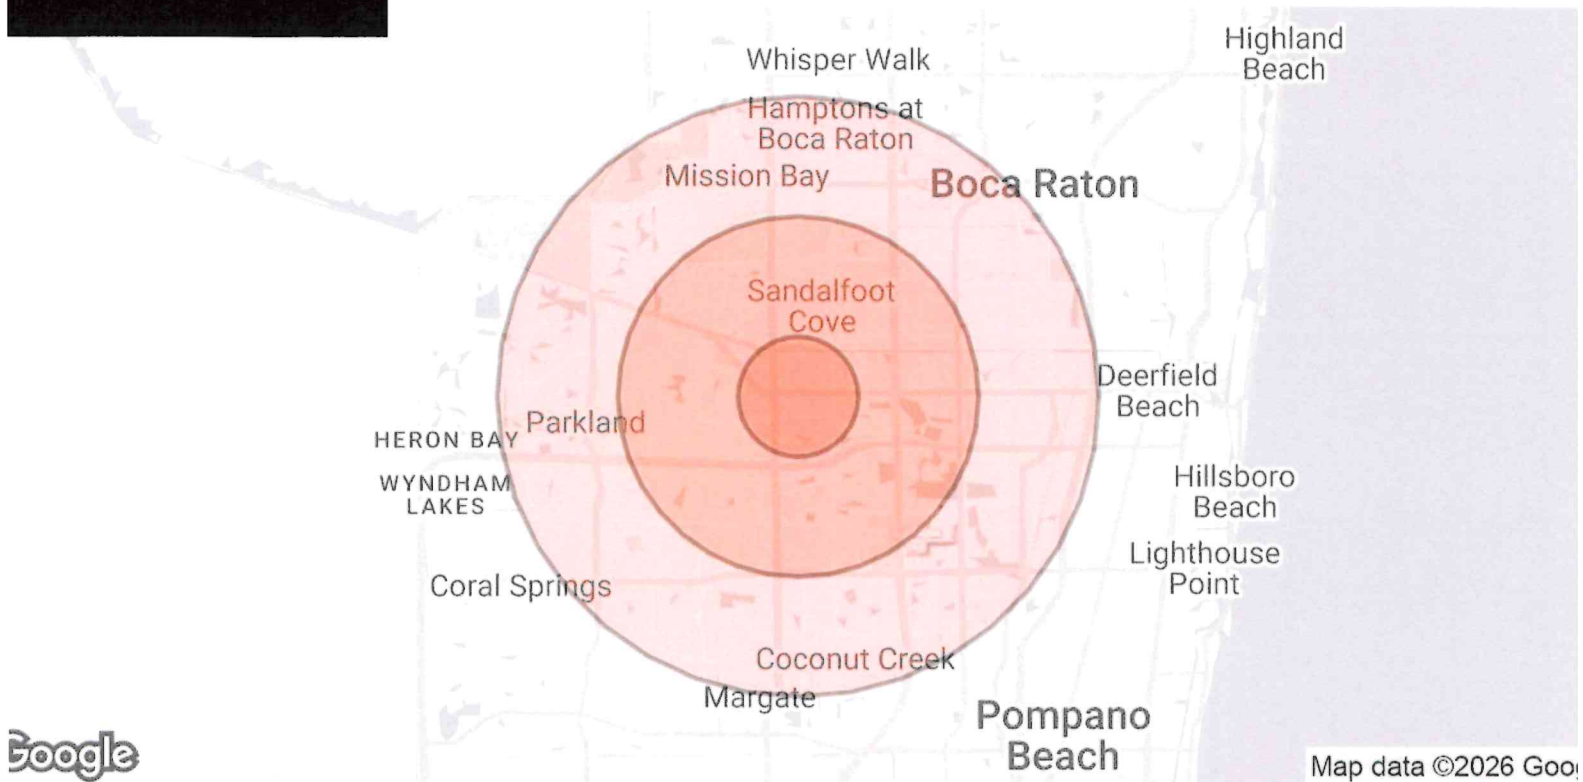 Highland
Beach
Whisper Walk
Hamptons at
Boca Raton
Mission Bay
Boca Raton
Sandalfoot
Cove
Deerfield
Beach
Parkland
HERON BAY
WYNDHAM
LAKES
Hillsboro
Beach
Lighthouse
Point
Coral Springs
Coconut Creek
Margate
Pompano
Beach
Google
Map data ©2026 Goo